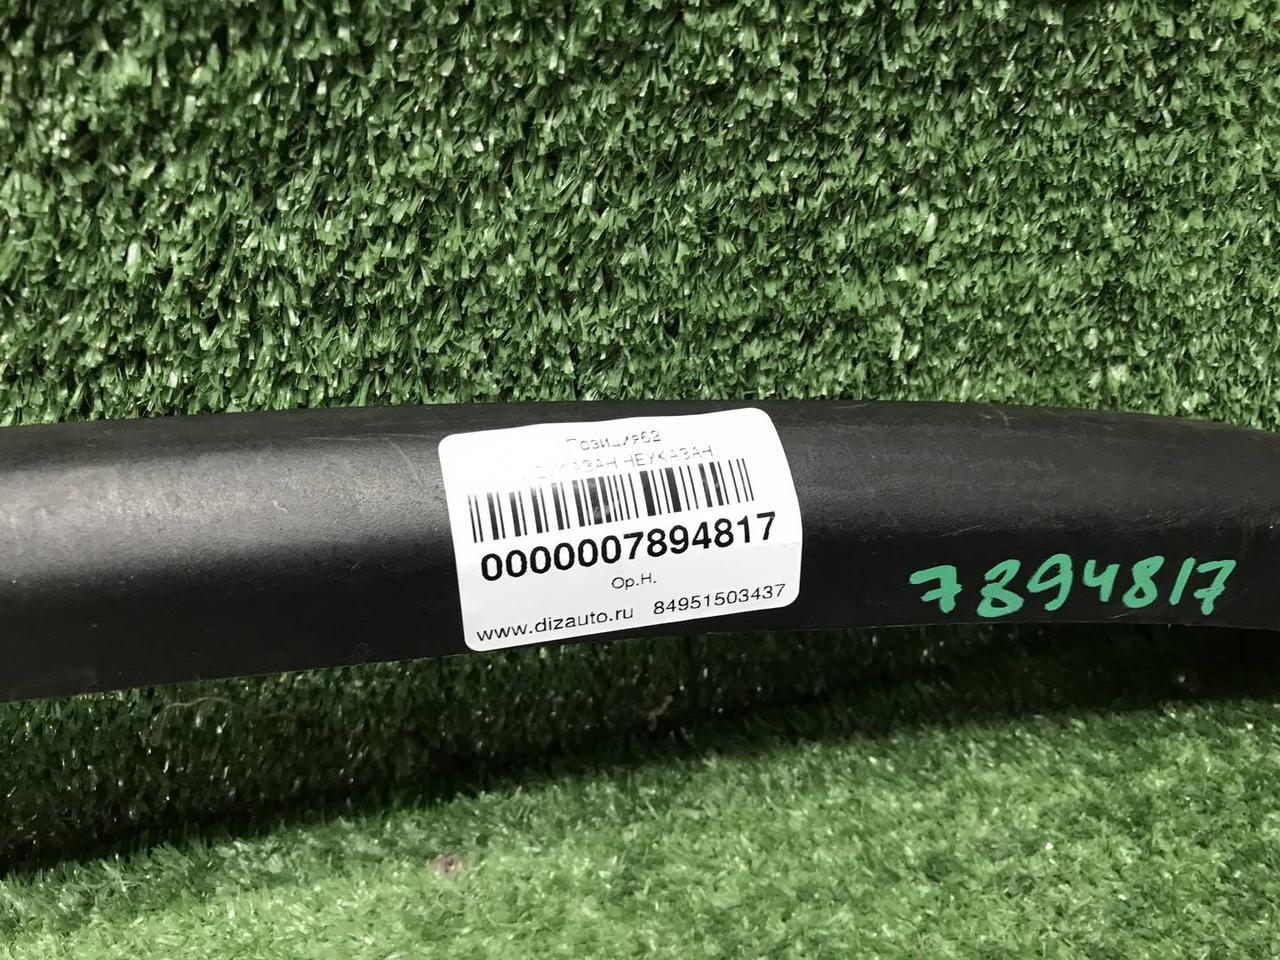 Позиция62
НЕУКАЗАН НЕУКАЗАН
0000007894817
Ор.Н.
www.dizauto.ru 84951503437
7894817